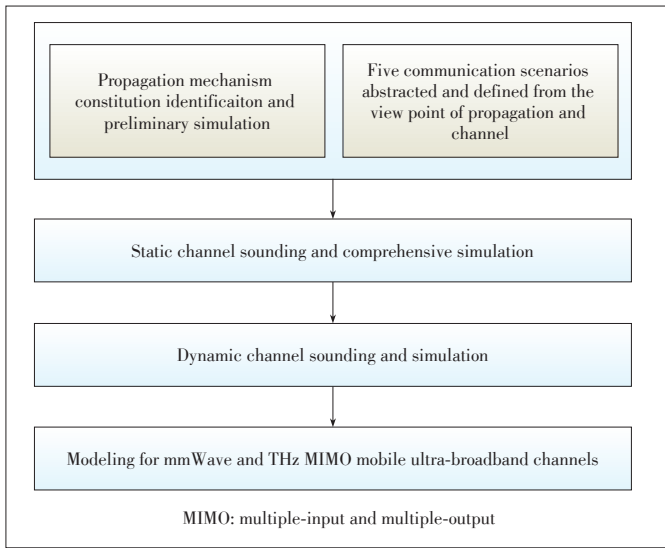 Propagation mechanism
constitution identificaiton and
preliminary simulation
Five communication scenarios
abstracted and defined from the
view point of propagation and
channel
Static channel sounding and comprehensive simulation
Dynamic channel sounding and simulation
Modeling for mmWave and THz MIMO mobile ultra-broadband channels
MIMO: multiple-input and multiple-output